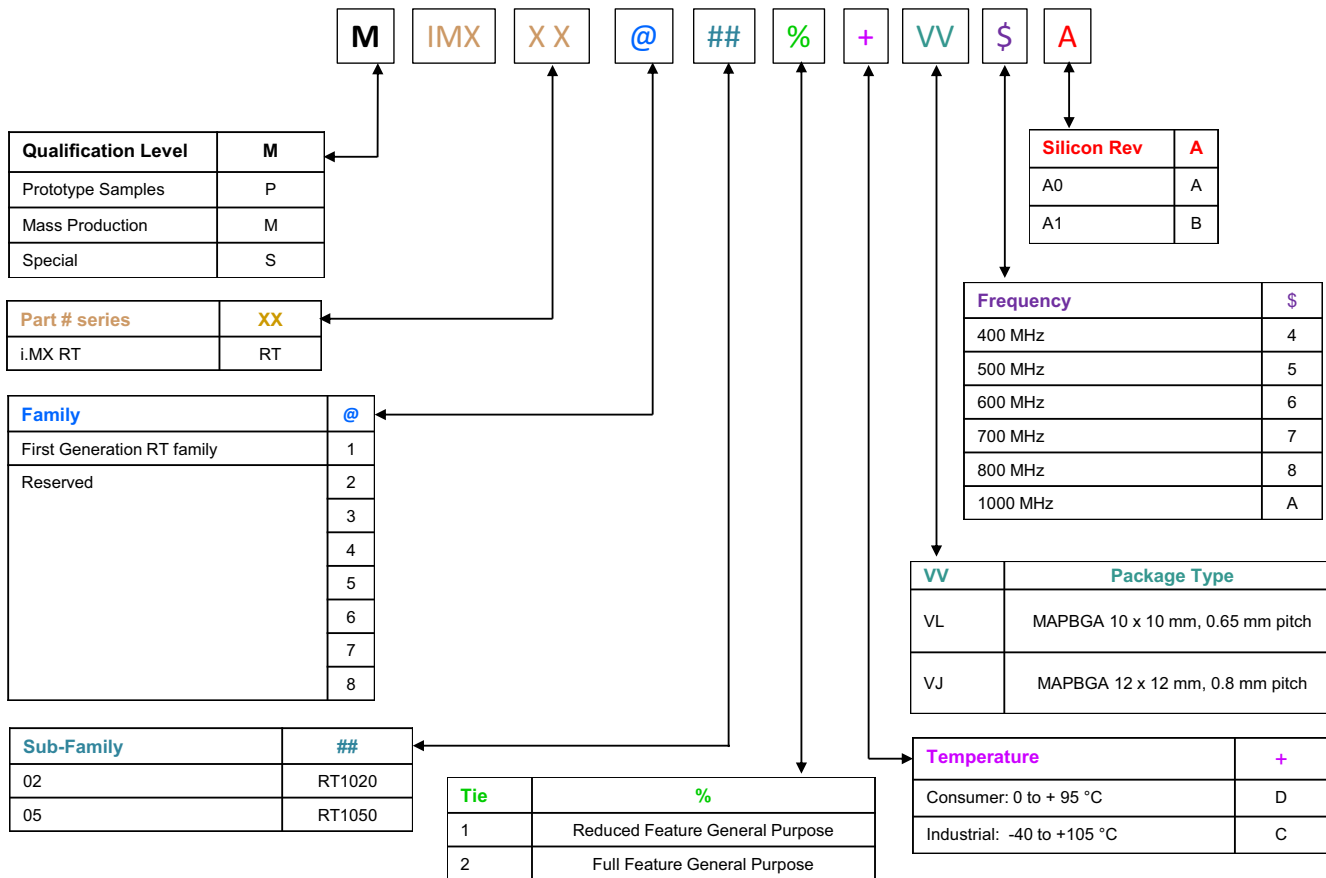 M IMX X X @ ## % + VV $ A
Qualification Level M
Prototype Samples P
Mass Production M
Special S
Silicon Rev A
A0 A
A1 B
Part # series XX
i.MX RT RT
Frequency $
400 MHz 4
500 MHz 5
600 MHz 6
700 MHz 7
800 MHz 8
1000 MHz A
Family @
First Generation RT family 1
Reserved 2
3
4
5
6
7
8
VV Package Type
VL MAPBGA 10 x 10 mm, 0.65 mm pitch
VJ MAPBGA 12 x 12 mm, 0.8 mm pitch
Sub-Family ##
02 RT1020
05 RT1050
Tie %
1 Reduced Feature General Purpose
2 Full Feature General Purpose
Temperature +
Consumer: 0 to + 95 °C D
Industrial: -40 to +105 °C C